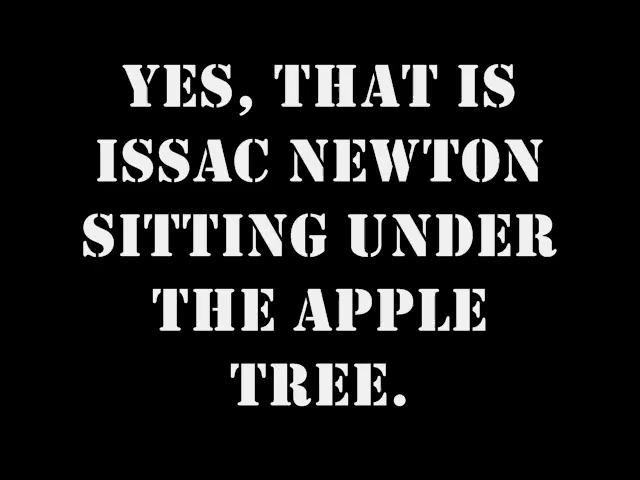 YES, THAT IS
ISSAC NEWTON
SITTING UNDER
THE APPLE
TREE.